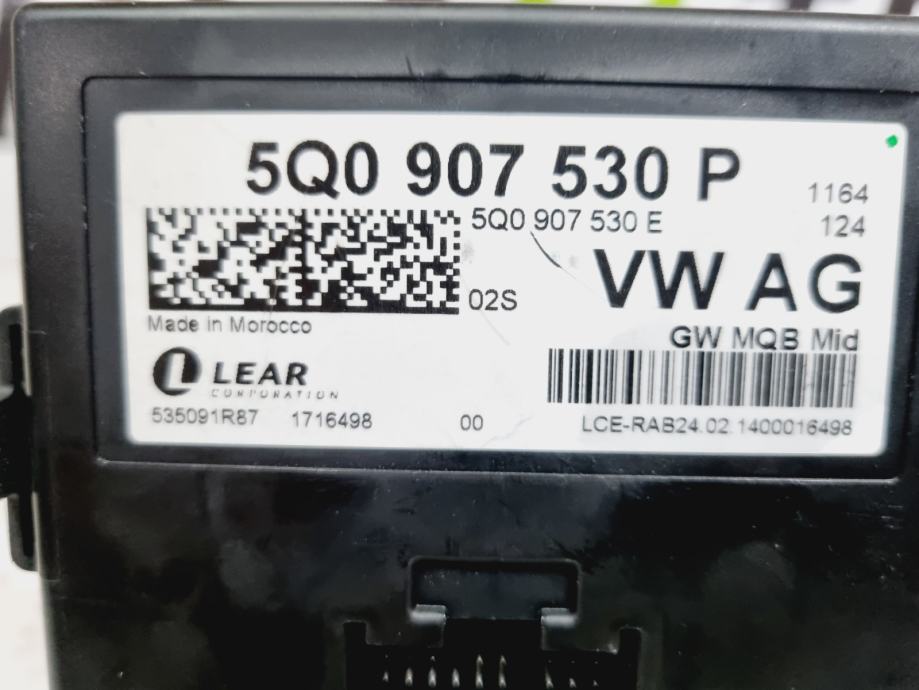 5Q0 907 530 P
1164
5Q0 907 530 E
124
02S
VW AG
Made in Morocco
GW MQB Mid
LEAR
CORPORATION
535091R87 1716498 00
LCE-RAB24.02.1400016498